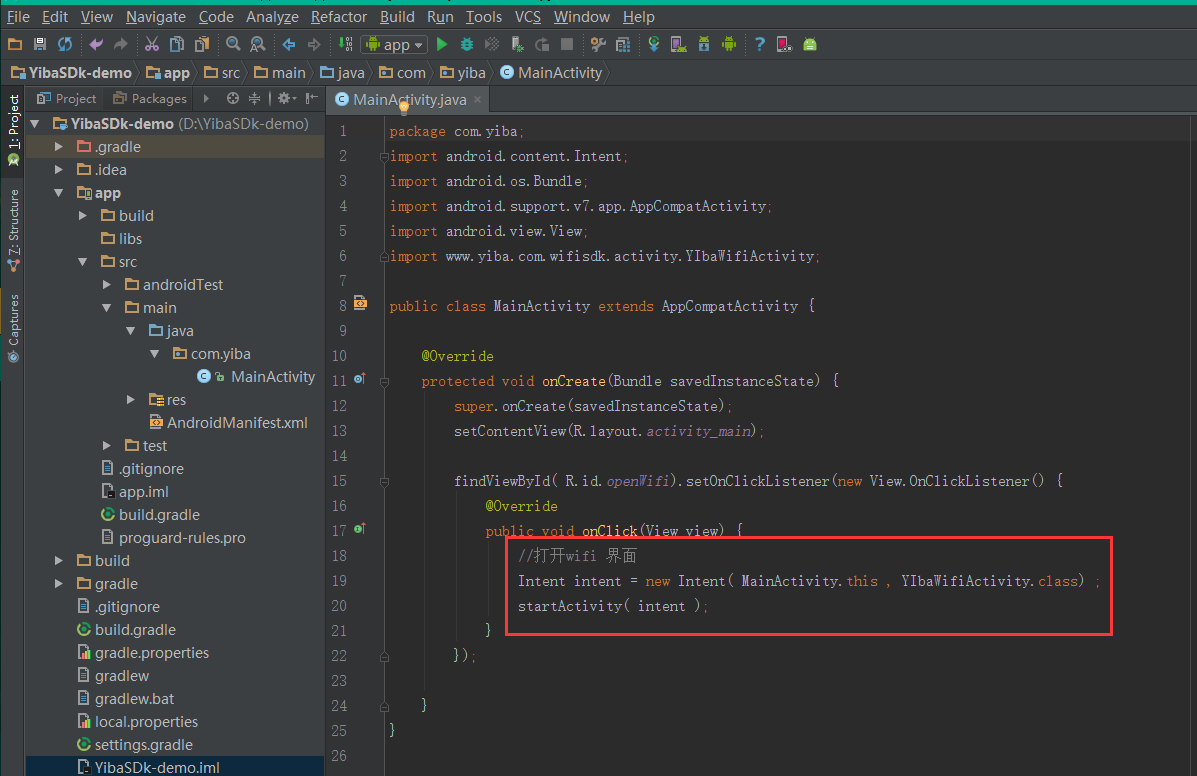 File Edit View Navigate Code Analyze Refactor Build Run Tools VCS Window Help
app
YibaSDk-demo app src main java com yiba MainActivity
Project Packages
MainActivity.java
1: Project
Z: Structure
Captures
YibaSDk-demo (D:\YibaSDk-demo)
.gradle
.idea
app
build
libs
src
androidTest
main
java
com.yiba
MainActivity
res
AndroidManifest.xml
test
.gitignore
app.iml
build.gradle
proguard-rules.pro
build
gradle
.gitignore
build.gradle
gradle.properties
gradlew
gradlew.bat
local.properties
settings.gradle
YibaSDk-demo.iml
1 package com.yiba;
2 import android.content.Intent;
3 import android.os.Bundle;
4 import android.support.v7.app.AppCompatActivity;
5 import android.view.View;
6 import www.yiba.com.wifisdk.activity.YIbaWifiActivity;
7
8 public class MainActivity extends AppCompatActivity {
9
10 @Override
11 protected void onCreate(Bundle savedInstanceState) {
12 super.onCreate(savedInstanceState);
13 setContentView(R.layout.activity_main);
14
15 findViewById( R.id.openWifi).setOnClickListener(new View.OnClickListener() {
16 @Override
17 public void onClick(View view) {
18 //打开wifi 界面
19 Intent intent = new Intent( MainActivity.this , YIbaWifiActivity.class) ;
20 startActivity( intent );
21 }
22 });
23
24 }
25 }
26